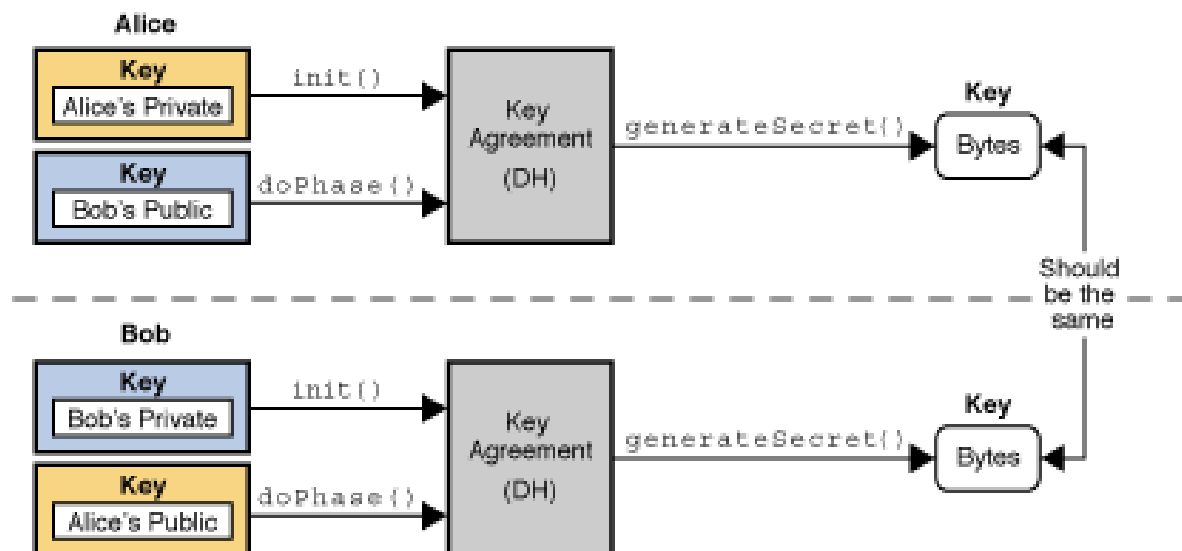 Alice
Key
Alice's Private
init()
Key
Bob's Public
doPhase()
Key
Agreement
(DH)
generateSecret()
Key
Bytes
Should
be the
same
Bob
Key
Bob's Private
init()
Key
Alice's Public
doPhase()
Key
Agreement
(DH)
generateSecret()
Key
Bytes